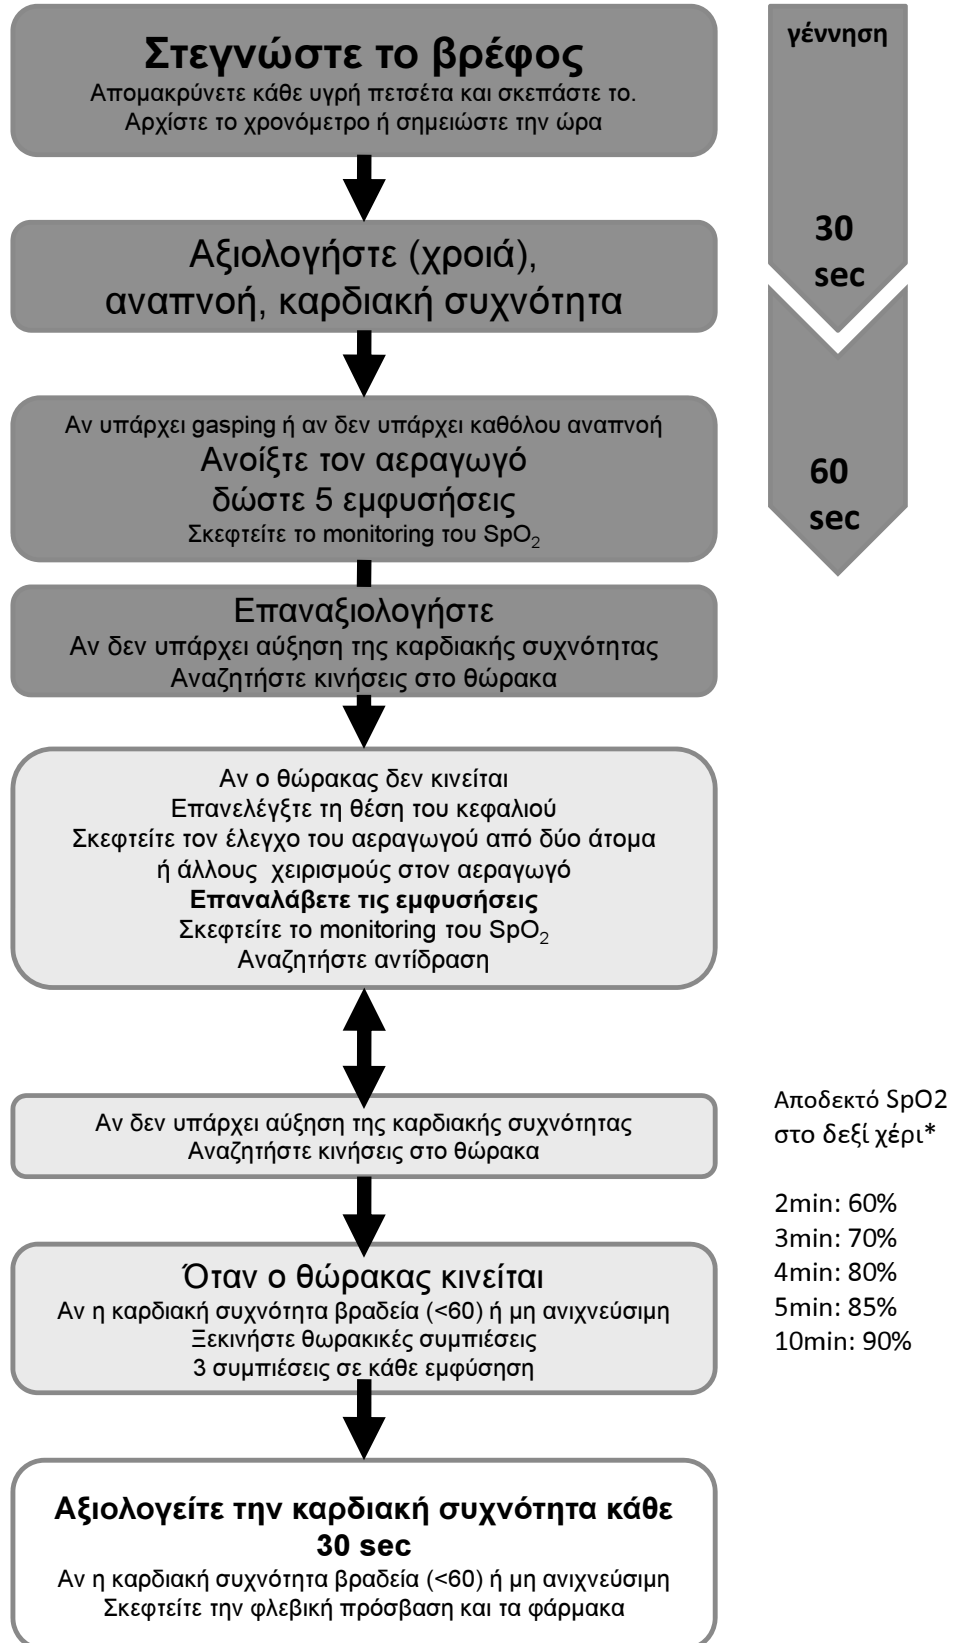 Στεγνώστε το βρέφος
Απομακρύνετε κάθε υγρή πετσέτα και σκεπάστε το.
Αρχίστε το χρονόμετρο ή σημειώστε την ώρα
γέννηση
Αξιολογήστε (χροιά),
αναπνοή, καρδιακή συχνότητα
30
sec
Αν υπάρχει gasping ή αν δεν υπάρχει καθόλου αναπνοή
Ανοίξτε τον αεραγωγό
δώστε 5 εμφυσήσεις
Σκεφτείτε το monitoring του SpO₂
60
sec
Επαναξιολογήστε
Αν δεν υπάρχει αύξηση της καρδιακής συχνότητας
Αναζητήστε κινήσεις στο θώρακα
Αν ο θώρακας δεν κινείται
Επανελέγξτε τη θέση του κεφαλιού
Σκεφτείτε τον έλεγχο του αεραγωγού από δύο άτομα
ή άλλους χειρισμούς στον αεραγωγό
Επαναλάβετε τις εμφυσήσεις
Σκεφτείτε το monitoring του SpO₂
Αναζητήστε αντίδραση
Αν δεν υπάρχει αύξηση της καρδιακής συχνότητας
Αναζητήστε κινήσεις στο θώρακα
Αποδεκτό SpO2
στο δεξί χέρι*
2min: 60%
3min: 70%
4min: 80%
5min: 85%
10min: 90%
Όταν ο θώρακας κινείται
Αν η καρδιακή συχνότητα βραδεία (<60) ή μη ανιχνεύσιμη
Ξεκινήστε θωρακικές συμπιέσεις
3 συμπιέσεις σε κάθε εμφύσηση
Αξιολογείτε την καρδιακή συχνότητα κάθε
30 sec
Αν η καρδιακή συχνότητα βραδεία (<60) ή μη ανιχνεύσιμη
Σκεφτείτε την φλεβική πρόσβαση και τα φάρμακα